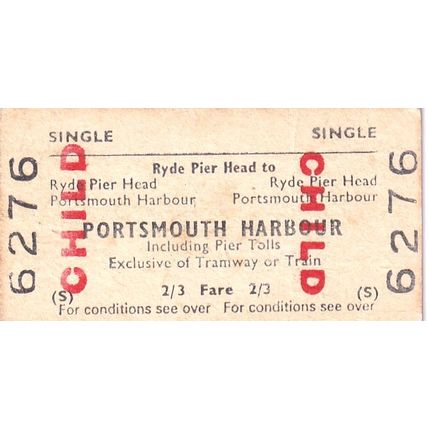 SINGLE SINGLE
Ryde Pier Head to
Ryde Pier Head Ryde Pier Head
Portsmouth Harbour Portsmouth Harbour
PORTSMOUTH HARBOUR
Including Pier Tolls
Exclusive of Tramway or Train
(S) 2/3 Fare 2/3 (S)
For conditions see over For conditions see over
6276
CHILD
CHILD
6276